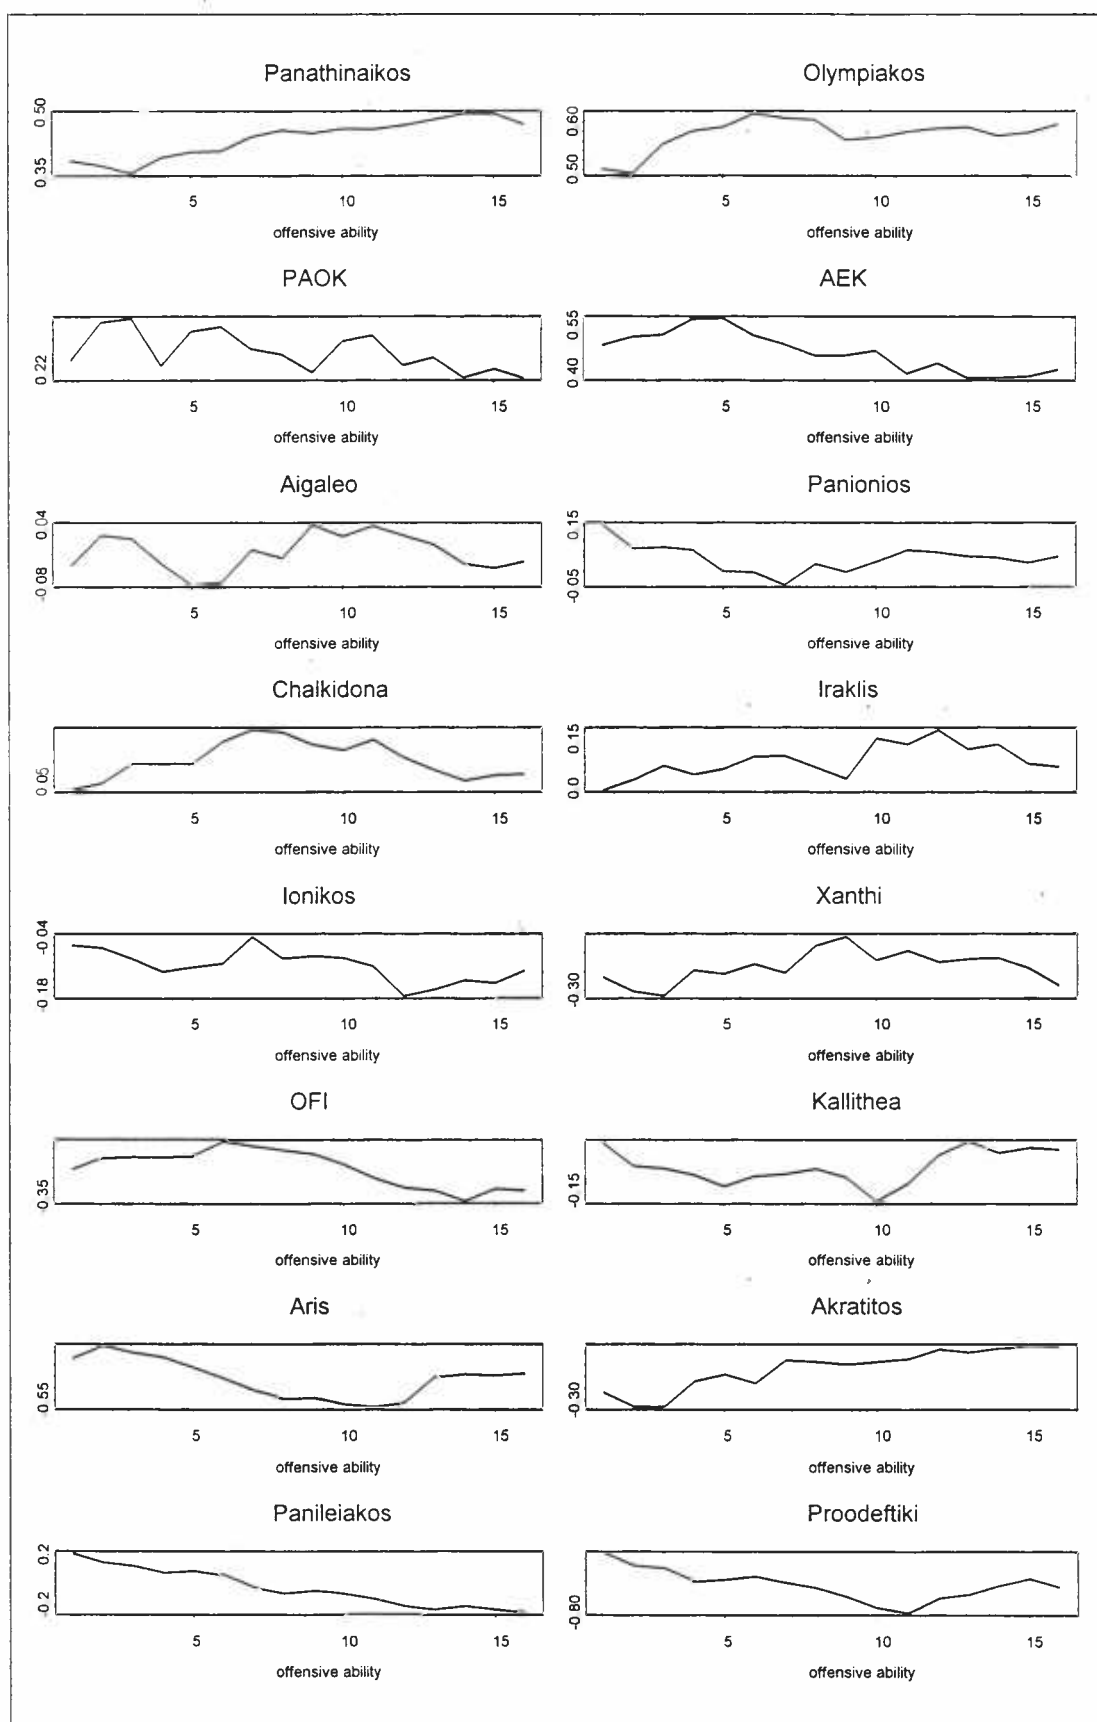 Panathinaikos
0.50
0.35
5 10 15
offensive ability
Olympiakos
0.60
0.50
5 10 15
offensive ability
PAOK
0.22
5 10 15
offensive ability
AEK
0.55
0.40
5 10 15
offensive ability
Aigaleo
0.04
-0.08
5 10 15
offensive ability
Panionios
0.15
-0.05
5 10 15
offensive ability
Chalkidona
0.05
5 10 15
offensive ability
Iraklis
0.15
0.0
5 10 15
offensive ability
Ionikos
-0.04
-0.18
5 10 15
offensive ability
Xanthi
-0.30
5 10 15
offensive ability
OFI
-0.35
5 10 15
offensive ability
Kallithea
-0.15
5 10 15
offensive ability
Aris
-0.55
5 10 15
offensive ability
Akratitos
-0.30
5 10 15
offensive ability
Panileiakos
0.2
-0.2
5 10 15
offensive ability
Proodeftiki
-0.80
5 10 15
offensive ability